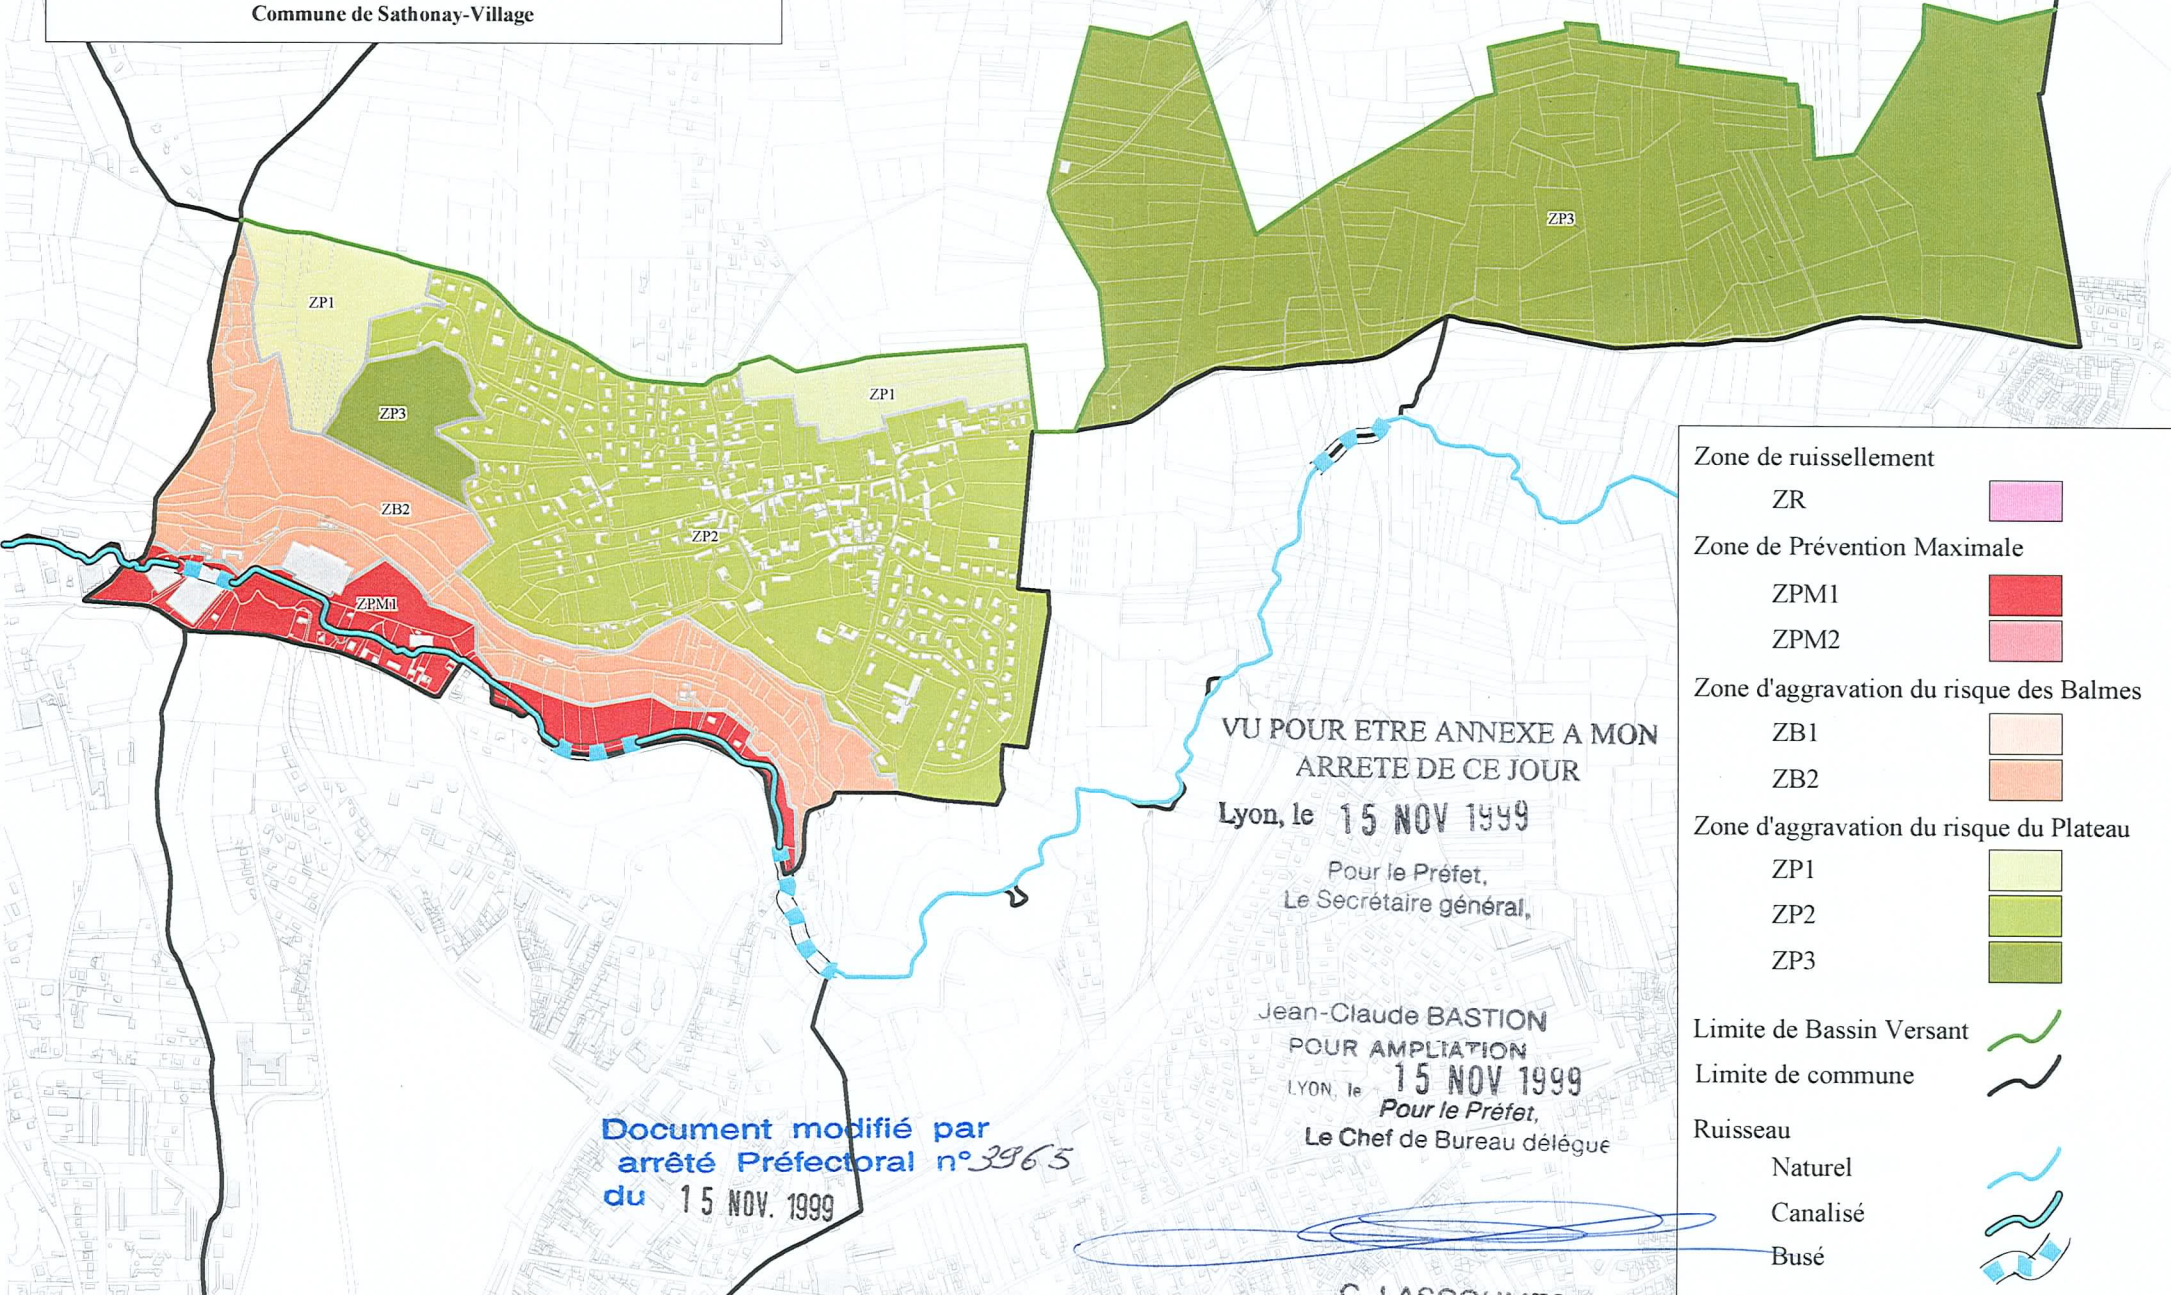 Commune de Sathonay-Village
ZP1
ZP3
ZP1
ZP3
ZB2
ZP2
ZPM1
Zone de ruissellement
ZR
Zone de Prévention Maximale
ZPM1
ZPM2
Zone d'aggravation du risque des Balmes
ZB1
ZB2
Zone d'aggravation du risque du Plateau
ZP1
ZP2
ZP3
Limite de Bassin Versant
Limite de commune
Ruisseau
Naturel
Canalisé
Busé
VU POUR ETRE ANNEXE A MON
ARRETE DE CE JOUR
Lyon, le 15 NOV 1999
Pour le Préfet,
Le Secrétaire général,
Jean-Claude BASTION
POUR AMPLIATION
LYON, le 15 NOV 1999
Pour le Préfet,
Le Chef de Bureau délégué
Document modifié par
arrêté Préfectoral n° 3965
du 15 NOV. 1999